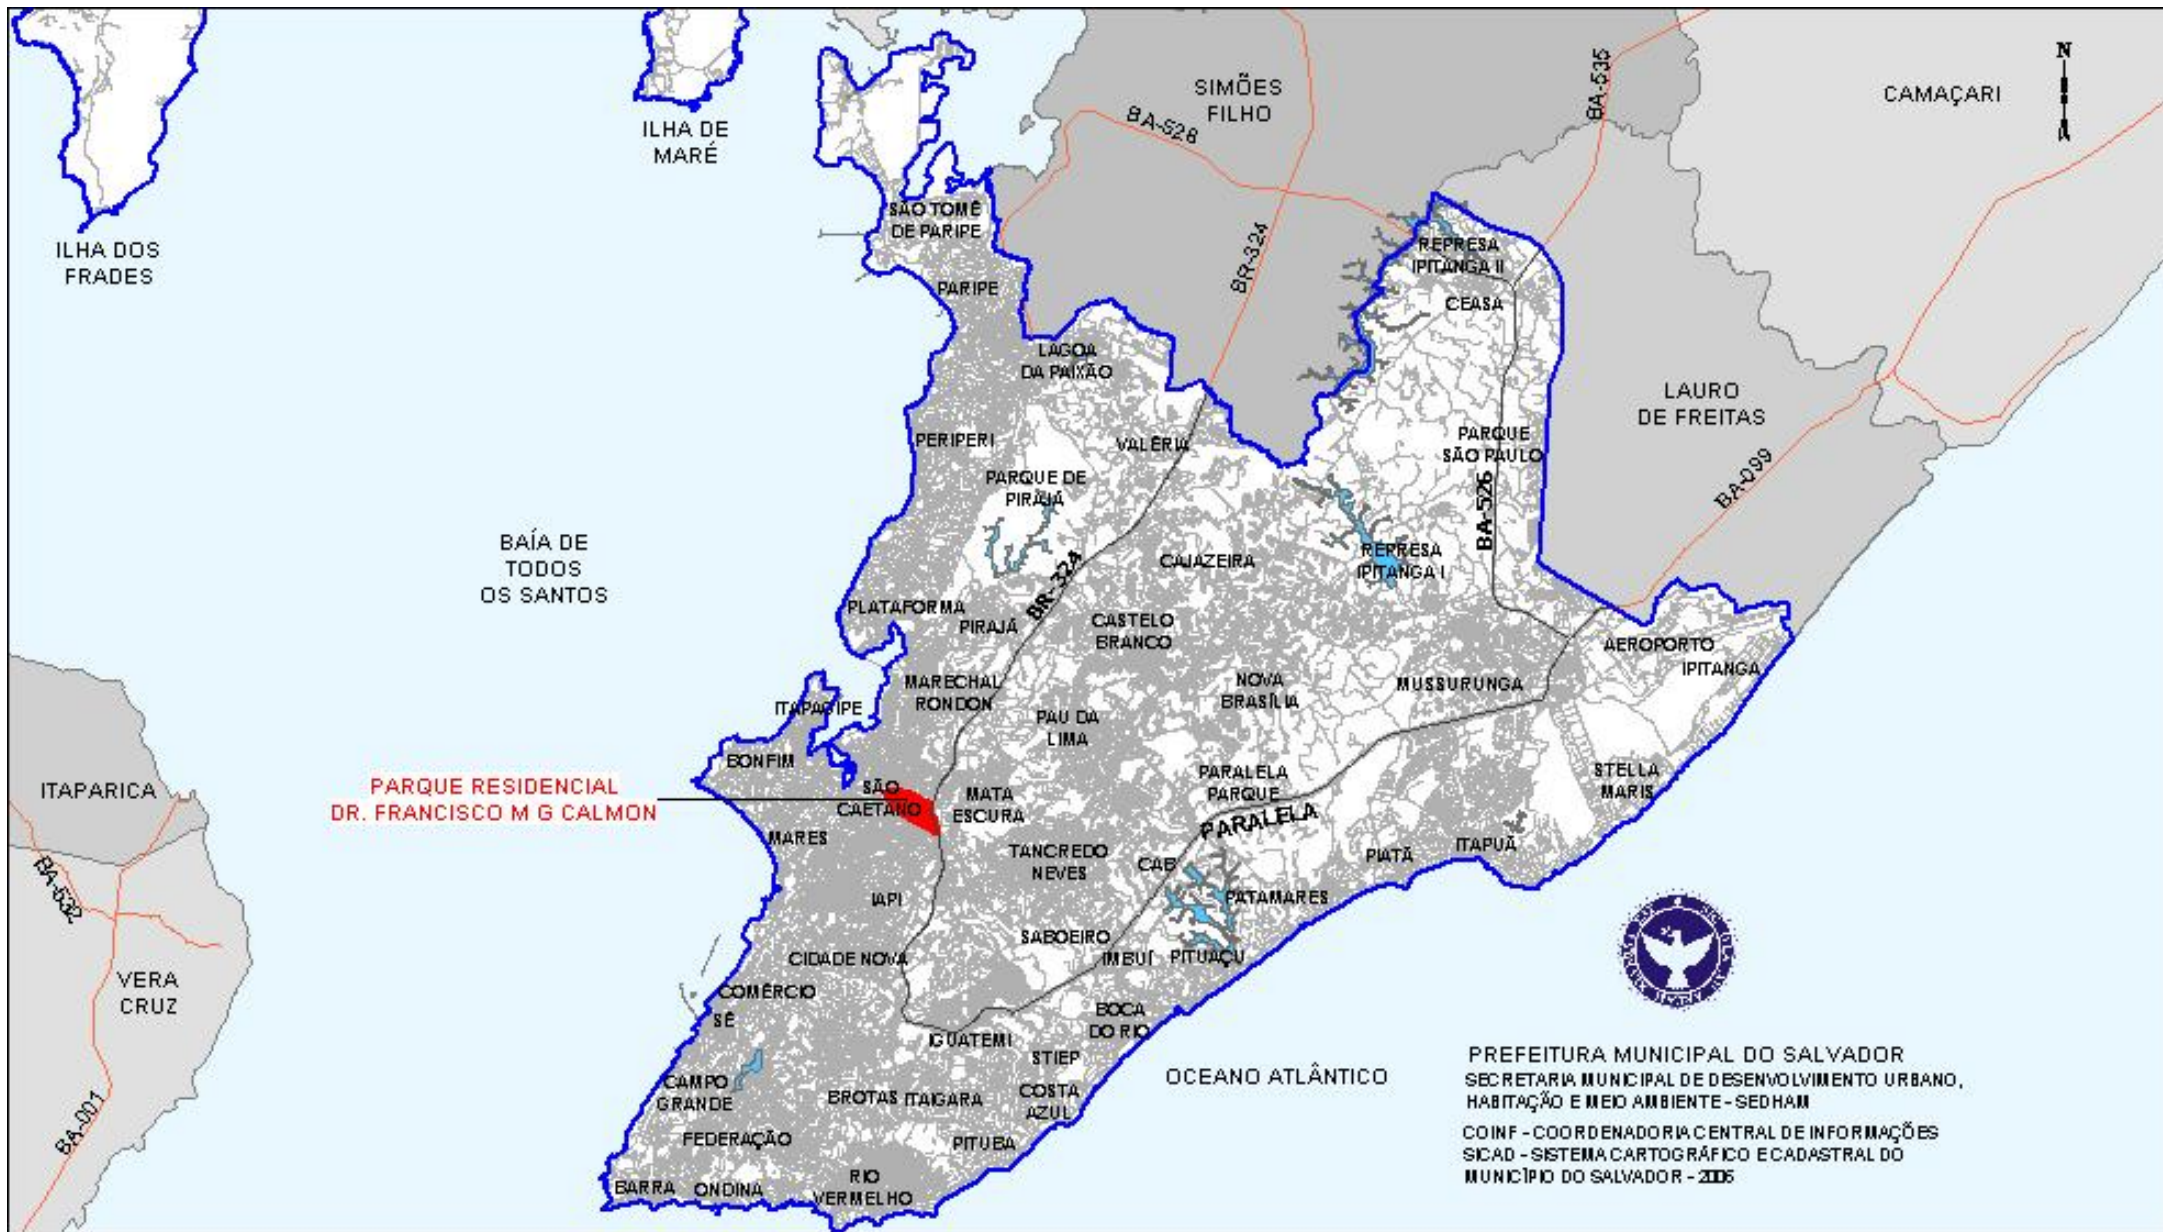 N
SIMÕES
FILHO
BA-535
CAMAÇARI
BA-526
ILHA DE
MARÉ
ILHA DOS
FRADES
SÃO TOMÉ
DE PARIPE
BR-324
REPRESA
IPITANGA II
PARIPE
CEASA
LAGOA
DA PAIXÃO
LAURO
DE FREITAS
PERIPERI
VALÉRIA
PARQUE
SÃO PAULO
PARQUE DE
PIRAJÁ
BA-099
BA-526
BAÍA DE
TODOS
OS SANTOS
CAJAZEIRA
REPRESA
IPITANGA I
BR-324
PLATAFORMA
PIRAJÁ
CASTELO
BRANCO
AEROPORTO
IPITANGA
MARECHAL
RONDON
NOVA
BRASÍLIA
MUSSURUNGA
ITAPAGIPE
PAU DA
LIMA
BONFIM
PARALELA
PARQUE
STELLA
MARIS
ITAPARICA
PARQUE RESIDENCIAL
DR. FRANCISCO M G CALMON
SÃO
CAETANO
MATA
ESCURA
PARALELA
MARES
TANCREDO
NEVES
CAB
PIATÃ
ITAPUÃ
BA-532
IAPI
PATAMARES
SABOEIRO
IMBUÍ
PITUAÇU
CIDADE NOVA
VERA
CRUZ
COMÉRCIO
SÉ
BOCA
DO RIO
IGUATEMI
STIEP
OCEANO ATLÂNTICO
CAMPO
GRANDE
BROTAS
ITAIGARA
COSTA
AZUL
BA-001
FEDERAÇÃO
PITUBA
RIO
VERMELHO
BARRA
ONDINA
PREFEITURA MUNICIPAL DO SALVADOR
SECRETARIA MUNICIPAL DE DESENVOLVIMENTO URBANO,
HABITAÇÃO E MEIO AMBIENTE - SEDHAM
COINF - COORDENADORIA CENTRAL DE INFORMAÇÕES
SICAD - SISTEMA CARTOGRÁFICO E CADASTRAL DO
MUNICÍPIO DO SALVADOR - 2006